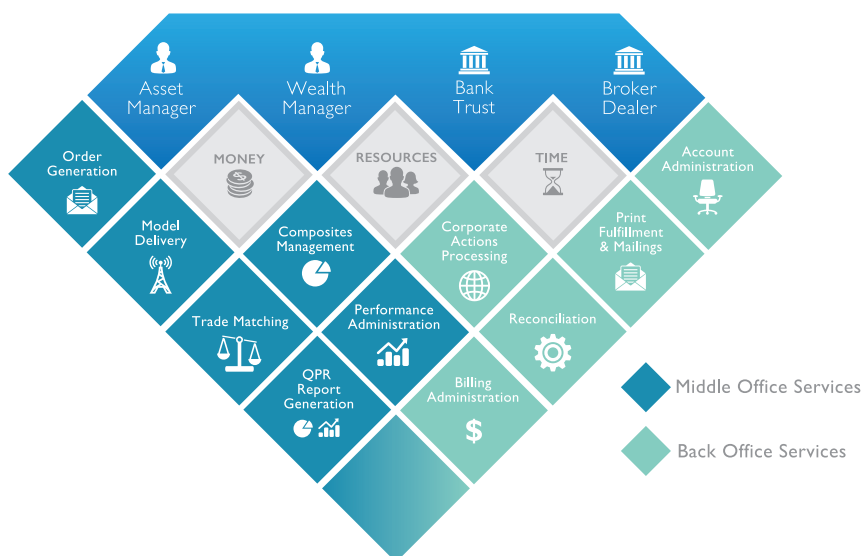 Asset
Manager
Wealth
Manager
Bank
Trust
Broker
Dealer
Order
Generation
MONEY
RESOURCES
TIME
Account
Administration
Model
Delivery
Composites
Management
Corporate
Actions
Processing
Print
Fulfillment
& Mailings
Trade Matching
Performance
Administration
Reconciliation
QPR
Report
Generation
Billing
Administration
$
Middle Office Services
Back Office Services